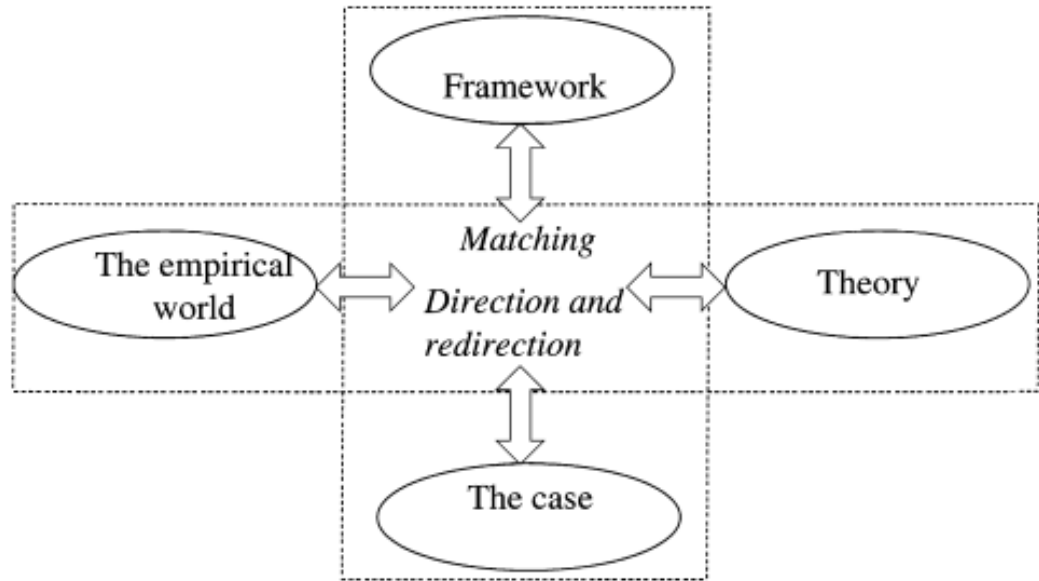 Framework
Matching
The empirical
world
Direction and
redirection
Theory
The case